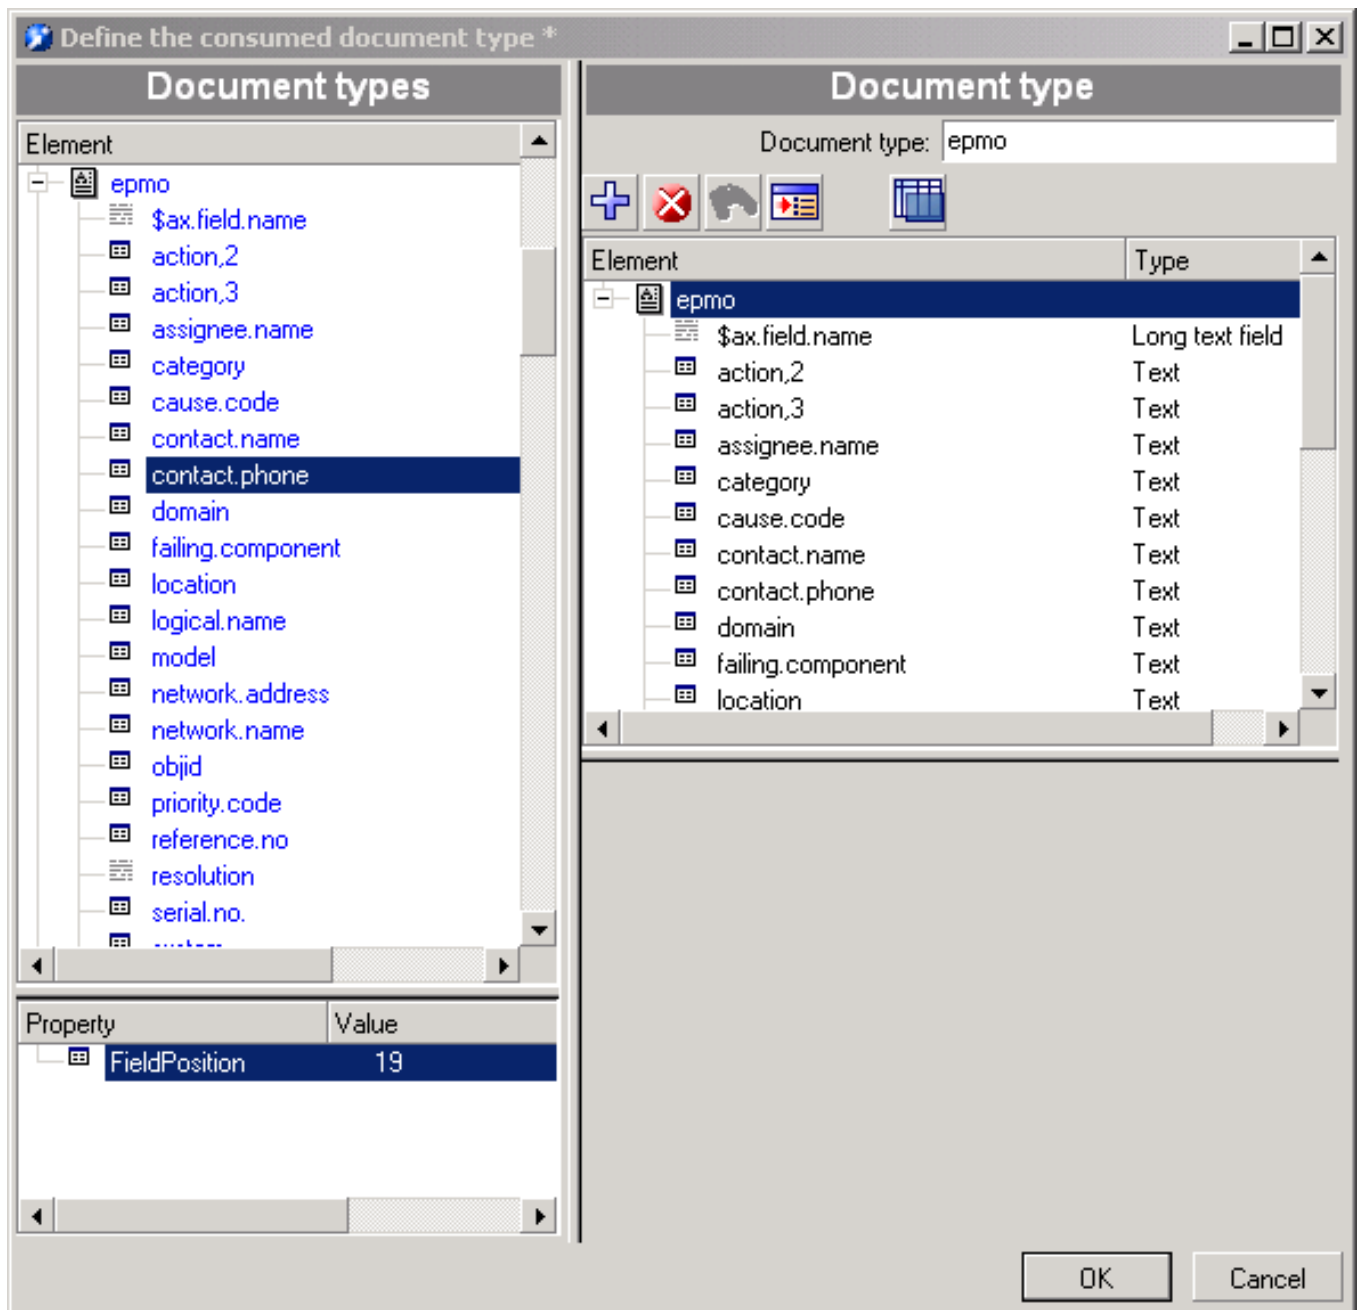 Define the consumed document type *
Document types
Element
epmo
$ax.field.name
action,2
action,3
assignee.name
category
cause.code
contact.name
contact.phone
domain
failing.component
location
logical.name
model
network.address
network.name
objid
priority.code
reference.no
resolution
serial.no.
Property Value
FieldPosition 19
Document type
Document type: epmo
Element Type
epmo
$ax.field.name Long text field
action,2 Text
action,3 Text
assignee.name Text
category Text
cause.code Text
contact.name Text
contact.phone Text
domain Text
failing.component Text
location Text
OK Cancel